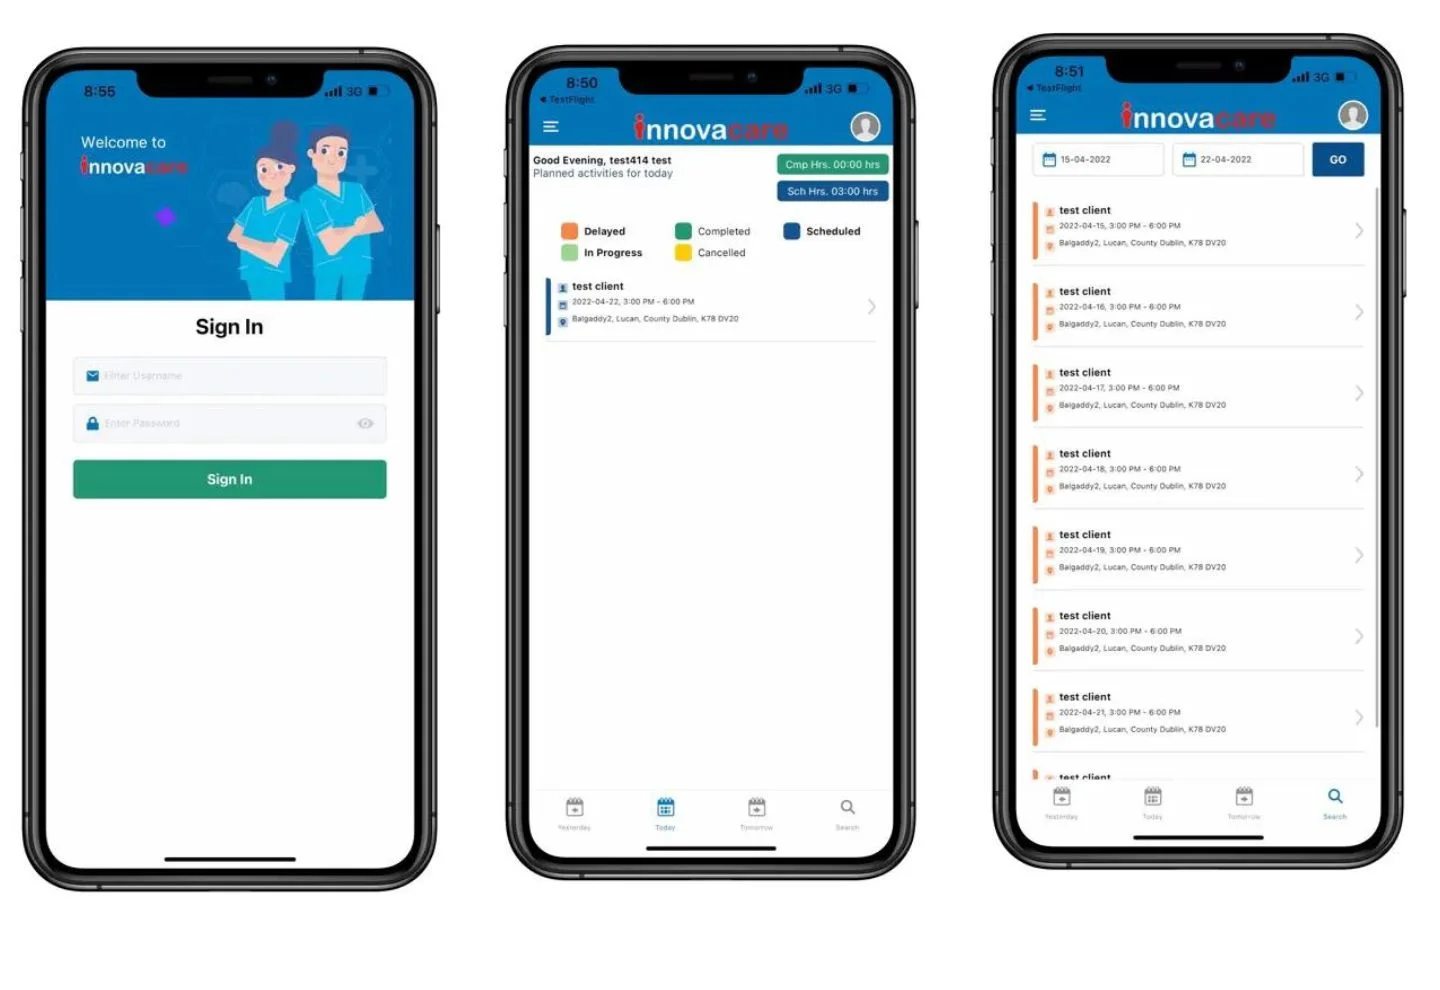 8:55
3G
Welcome to
innovacare
Sign In
Enter Username
Enter Password
Sign In
8:50
3G
TestFlight
innovacare
Good Evening, test414 test
Planned activities for today
Cmp Hrs. 00:00 hrs
Sch Hrs. 03:00 hrs
Delayed
Completed
Scheduled
In Progress
Cancelled
test client
2022-04-22, 3:00 PM - 6:00 PM
Balgaddy2, Lucan, County Dublin, K78 DV20
Yesterday
Today
Tomorrow
Search
8:51
3G
TestFlight
innovacare
15-04-2022
22-04-2022
GO
test client
2022-04-15, 3:00 PM - 6:00 PM
Balgaddy2, Lucan, County Dublin, K78 DV20
test client
2022-04-16, 3:00 PM - 6:00 PM
Balgaddy2, Lucan, County Dublin, K78 DV20
test client
2022-04-17, 3:00 PM - 6:00 PM
Balgaddy2, Lucan, County Dublin, K78 DV20
test client
2022-04-18, 3:00 PM - 6:00 PM
Balgaddy2, Lucan, County Dublin, K78 DV20
test client
2022-04-19, 3:00 PM - 6:00 PM
Balgaddy2, Lucan, County Dublin, K78 DV20
test client
2022-04-20, 3:00 PM - 6:00 PM
Balgaddy2, Lucan, County Dublin, K78 DV20
test client
2022-04-21, 3:00 PM - 6:00 PM
Balgaddy2, Lucan, County Dublin, K78 DV20
test client
Yesterday
Today
Tomorrow
Search